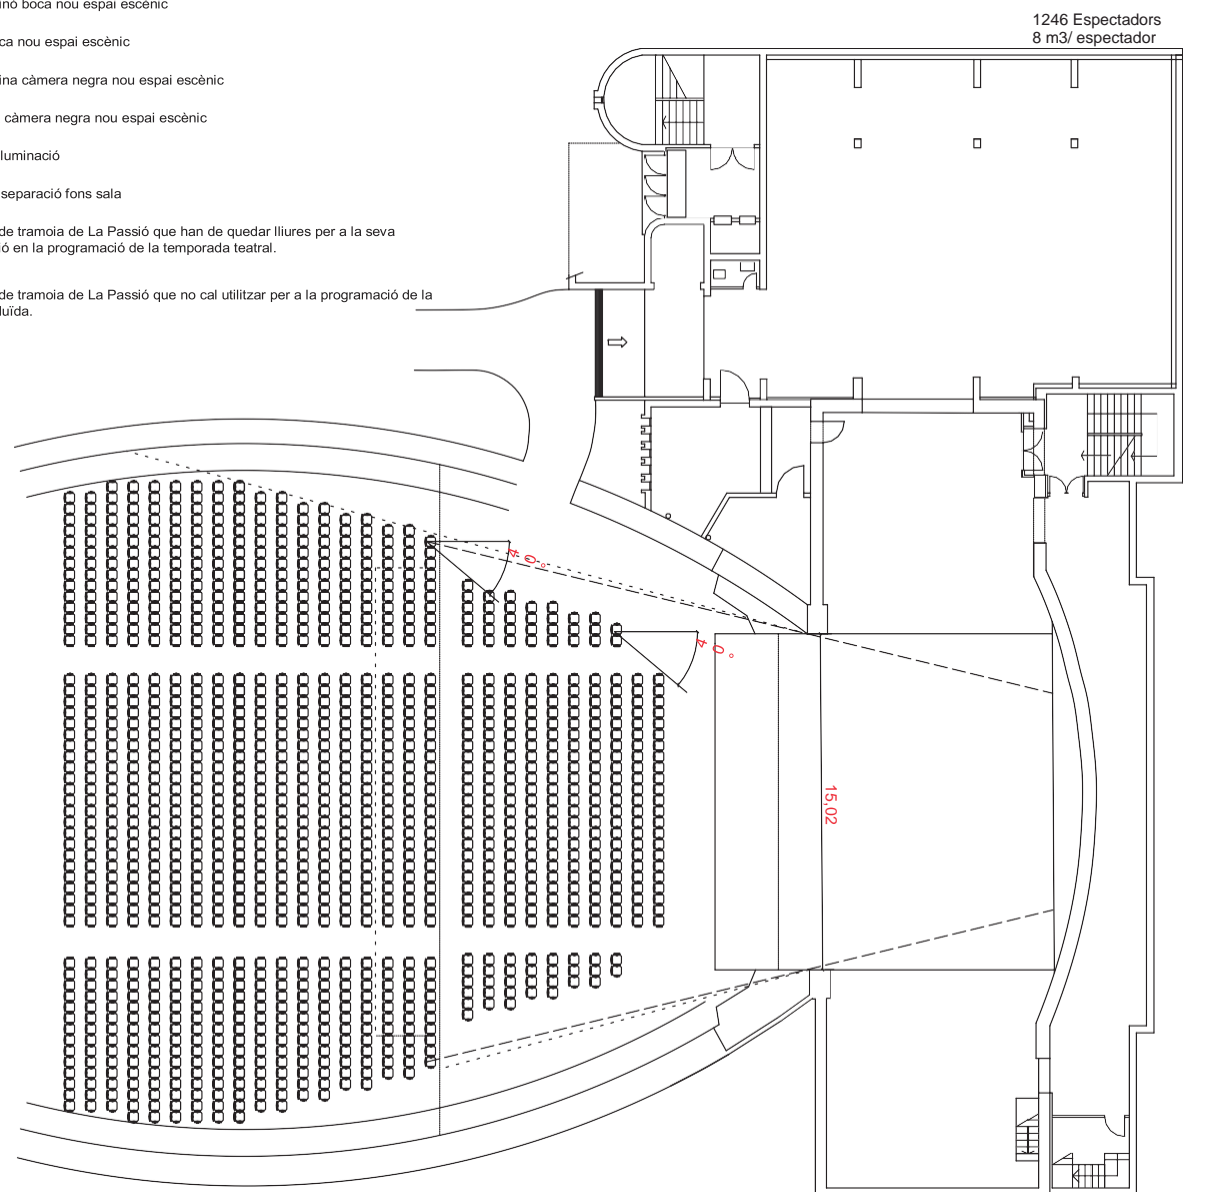 inó boca nou espai escènic
ca nou espai escènic
ina càmera negra nou espai escènic
càmera negra nou espai escènic
luminació
separació fons sala
de tramoia de La Passió que han de quedar lliures per a la seva
ió en la programació de la temporada teatral.
de tramoia de La Passió que no cal utilitzar per a la programació de la
luïda.
1246 Espectadors
8 m3/ espectador
40°
40°
15,02